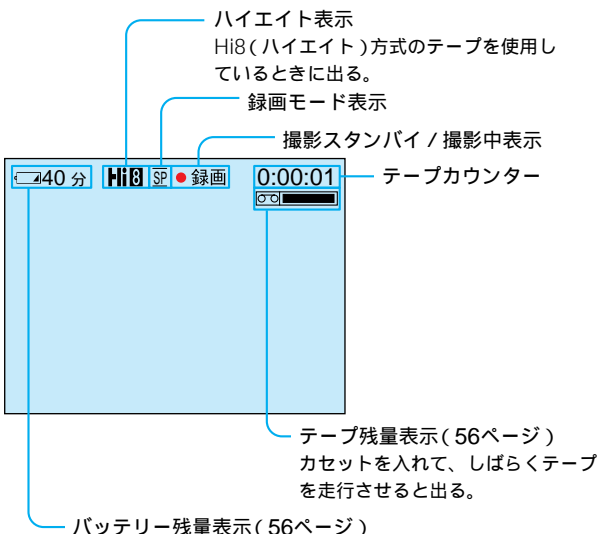 ハイエイト表示
Hi8(ハイエイト)方式のテープを使用し
ているときに出る。
録画モード表示
撮影スタンバイ / 撮影中表示
40 分 Hi8 SP ●録画 0:00:01
テープカウンター
テープ残量表示(56ページ)
カセットを入れて、しばらくテープ
を走行させると出る。
バッテリー残量表示(56ページ)